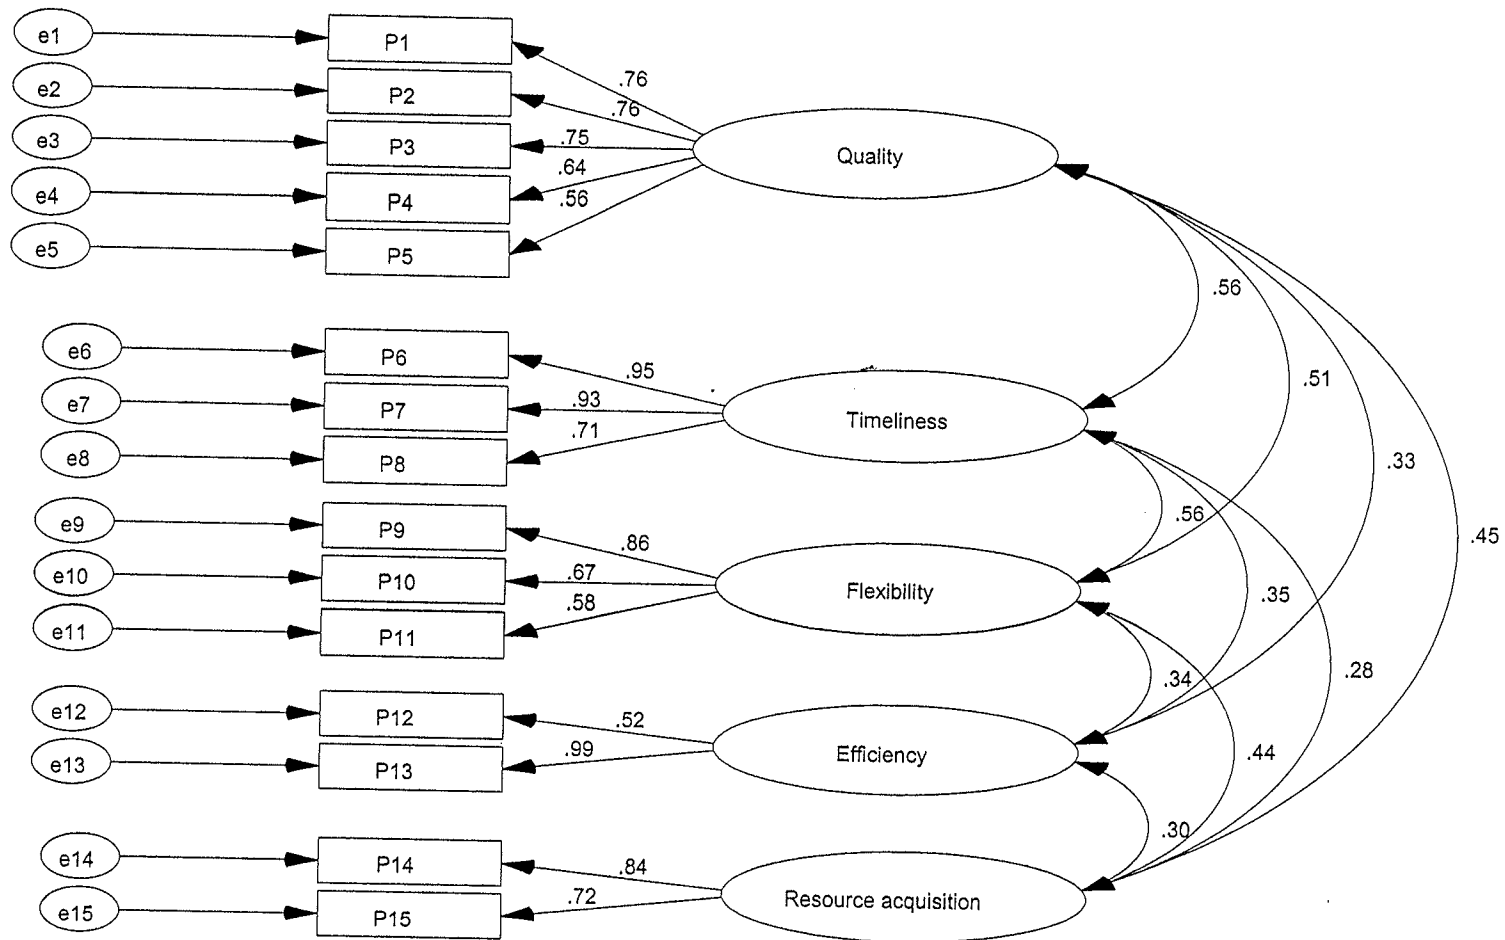 e1 P1
.76
e2 P2
.76
e3 P3
.75
Quality
e4 P4
.64
e5 P5
.56
.56
e6 P6
.95
.51
e7 P7
.93
Timeliness
e8 P8
.71
.33
e9 P9
.86
.56
.45
e10 P10
.67
Flexibility
.35
e11 P11
.58
.34
.28
e12 P12
.52
Efficiency
e13 P13
.99
.44
.30
e14 P14
.84
Resource acquisition
e15 P15
.72